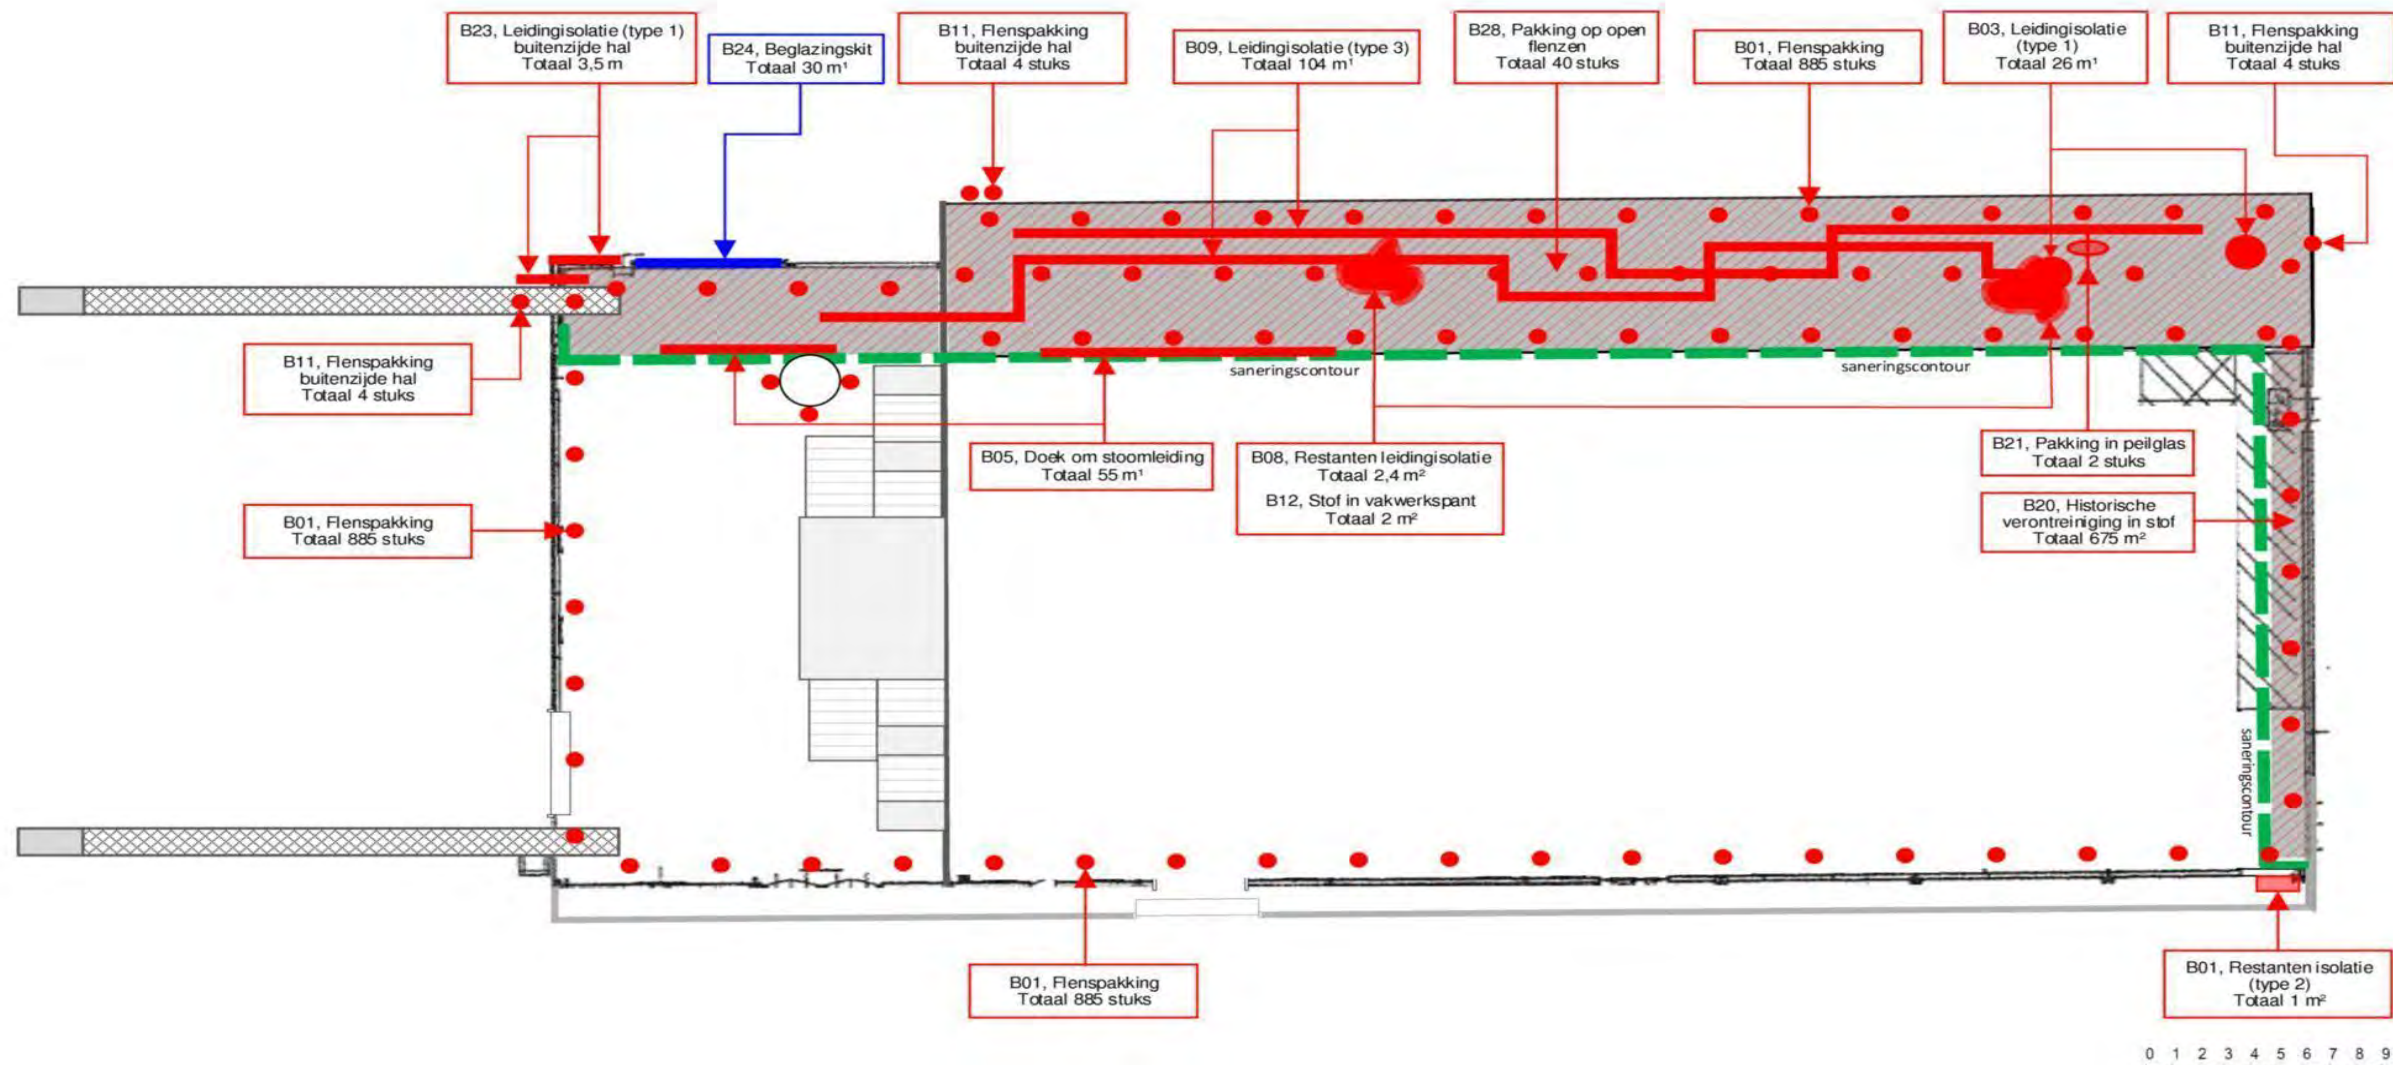 B23, Leidingisolatie (type 1)
buitenzijde hal
Totaal 3,5 m
B24, Beglazingskit
Totaal 30 m¹
B11, Flenspakking
buitenzijde hal
Totaal 4 stuks
B09, Leidingisolatie (type 3)
Totaal 104 m¹
B28, Pakking op open
flenzen
Totaal 40 stuks
B01, Flenspakking
Totaal 885 stuks
B03, Leidingisolatie
(type 1)
Totaal 26 m¹
B11, Flenspakking
buitenzijde hal
Totaal 4 stuks
B11, Flenspakking
buitenzijde hal
Totaal 4 stuks
saneringscontour
saneringscontour
B05, Doek om stoomleiding
Totaal 55 m¹
B08, Restanten leidingisolatie
Totaal 2,4 m²
B12, Stof in vakwerkspant
Totaal 2 m²
B21, Pakking in peilglas
Totaal 2 stuks
B01, Flenspakking
Totaal 885 stuks
B20, Historische
verontreiniging in stof
Totaal 675 m²
saneringscontour
B01, Flenspakking
Totaal 885 stuks
B01, Restanten isolatie
(type 2)
Totaal 1 m²
0 1 2 3 4 5 6 7 8 9